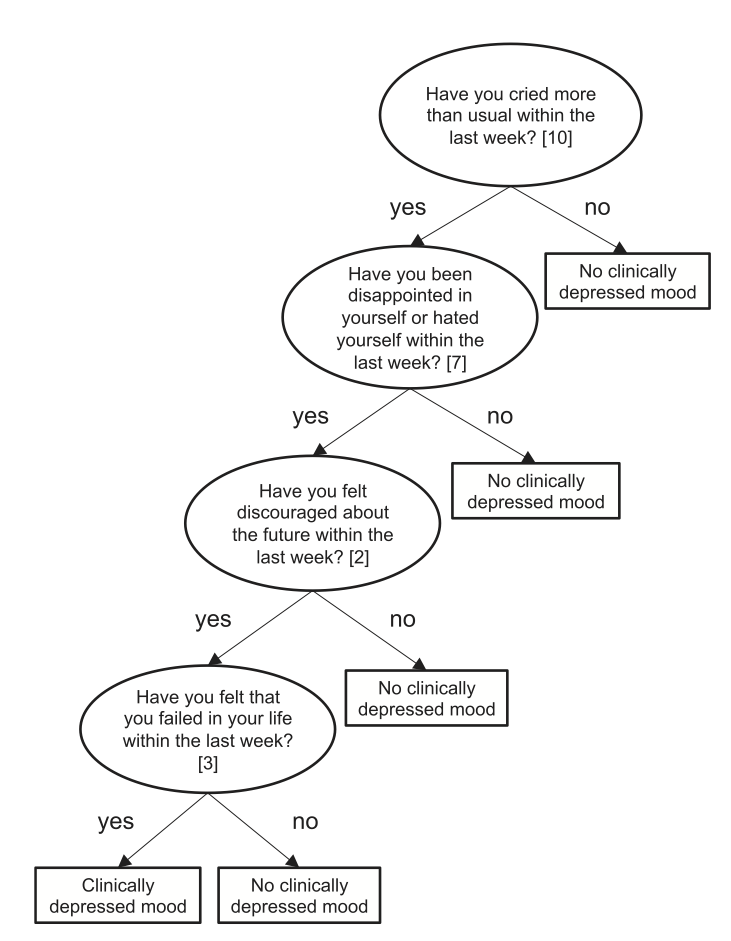 Have you cried more
than usual within the
last week? [10]
yes
no
No clinically
depressed mood
Have you been
disappointed in
yourself or hated
yourself within the
last week? [7]
yes
no
No clinically
depressed mood
Have you felt
discouraged about
the future within the
last week? [2]
yes
no
No clinically
depressed mood
Have you felt that
you failed in your life
within the last week?
[3]
yes
no
Clinically
depressed mood
No clinically
depressed mood